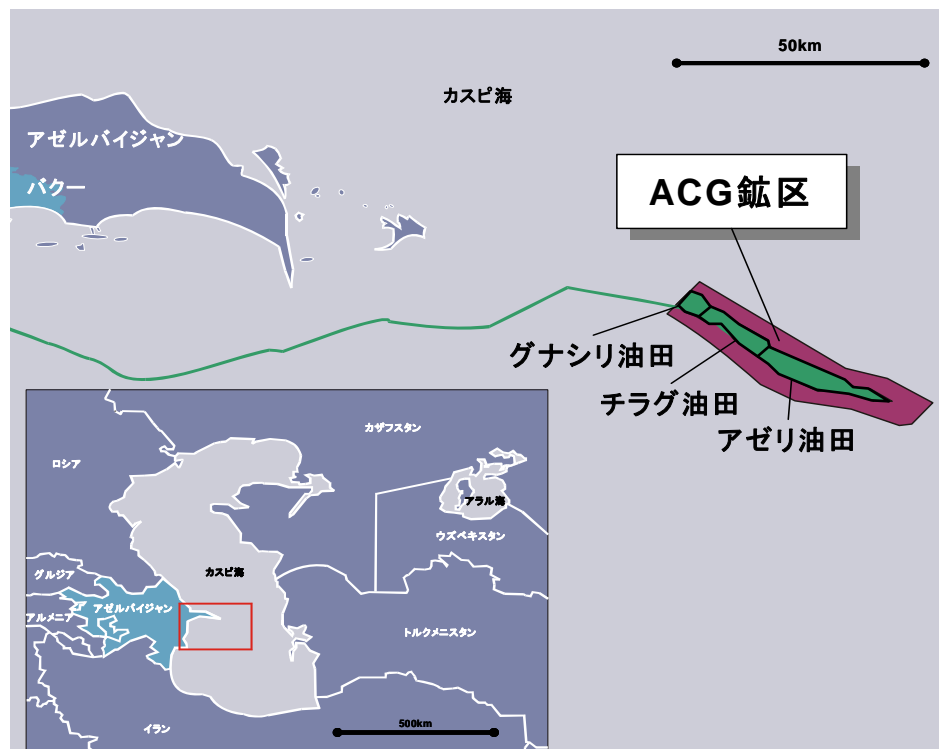 50km
カスピ海
アゼルバイジャン
バクー
ACG鉱区
グナシリ油田
チラグ油田
アゼリ油田
カザフスタン
ロシア
アラル海
ウズベキスタン
カスピ海
グルジア
アゼルバイジャン
アルメニア
トルクメニスタン
500km
イラン